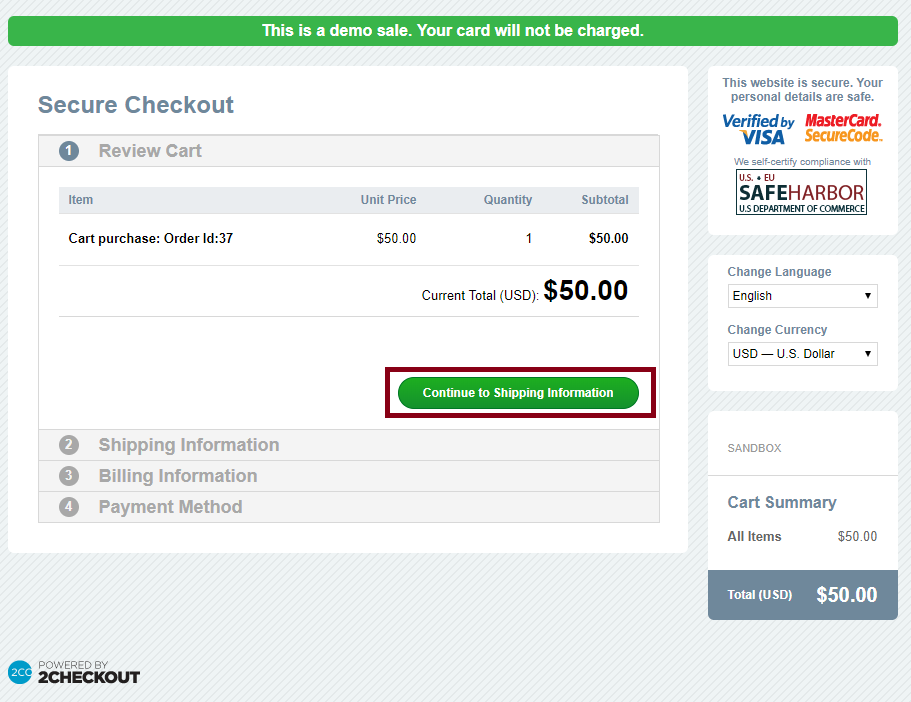 This is a demo sale. Your card will not be charged.
Secure Checkout
1 Review Cart
Item Unit Price Quantity Subtotal
Cart purchase: Order Id:37 $50.00 1 $50.00
Current Total (USD): $50.00
Continue to Shipping Information
2 Shipping Information
3 Billing Information
4 Payment Method
This website is secure. Your
personal details are safe.
Verified by
VISA
MasterCard.
SecureCode.
We self-certify compliance with
U.S. ✦ EU
SAFEHARBOR
U.S DEPARTMENT OF COMMERCE
Change Language
English
Change Currency
USD — U.S. Dollar
SANDBOX
Cart Summary
All Items $50.00
Total (USD) $50.00
2CO
POWERED BY
2CHECKOUT